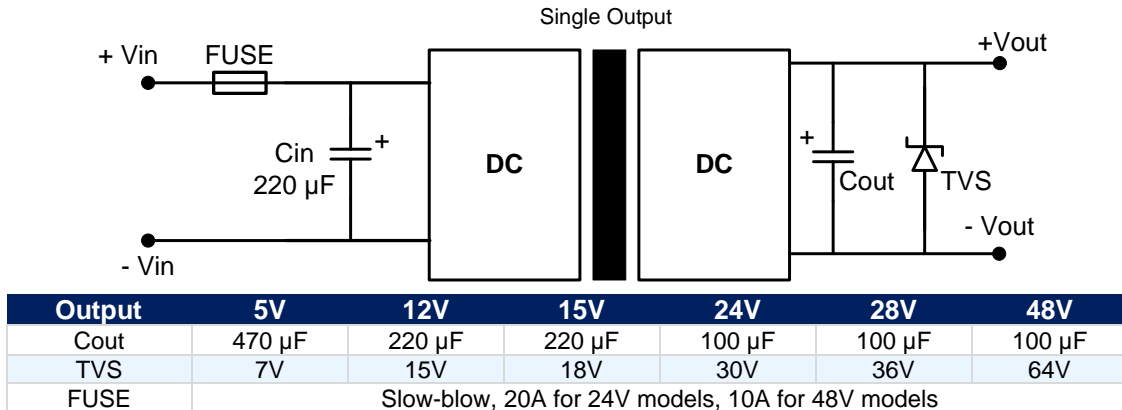 Single Output
+ Vin
FUSE
+Vout
Cin
220 µF
+
DC
DC
+
Cout
TVS
- Vin
- Vout
Output 5V 12V 15V 24V 28V 48V
Cout 470 µF 220 µF 220 µF 100 µF 100 µF 100 µF
TVS 7V 15V 18V 30V 36V 64V
FUSE Slow-blow, 20A for 24V models, 10A for 48V models